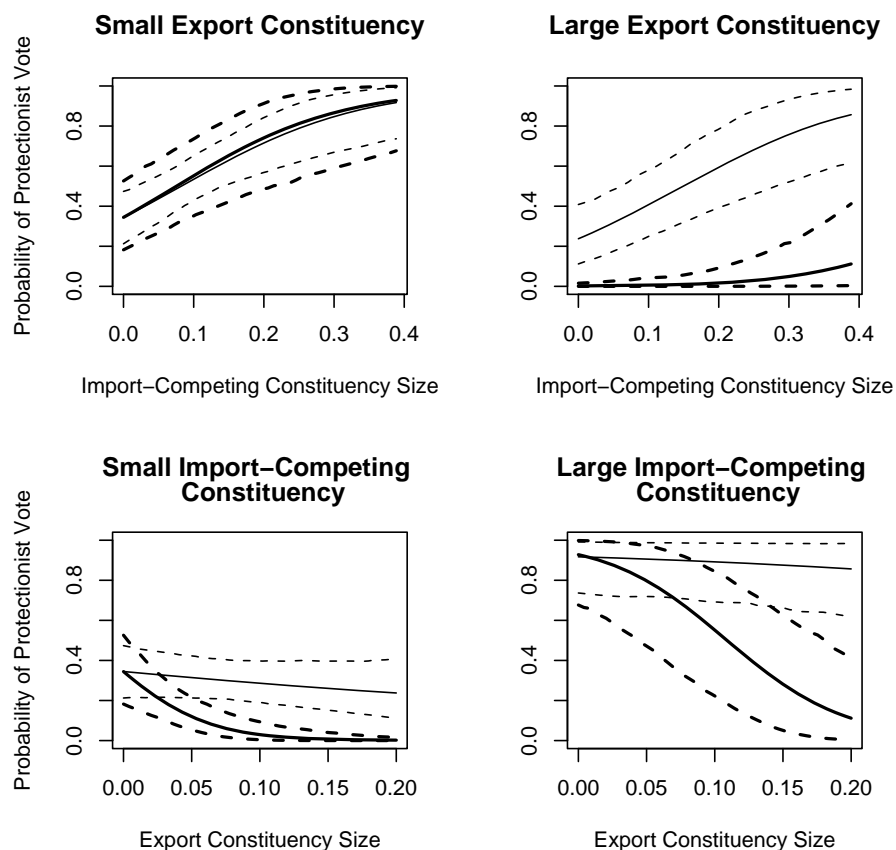 Small Export Constituency
Probability of Protectionist Vote
0.0 0.4 0.8
0.0 0.1 0.2 0.3 0.4
Import−Competing Constituency Size
Large Export Constituency
0.0 0.4 0.8
0.0 0.1 0.2 0.3 0.4
Import−Competing Constituency Size
Small Import−Competing
Constituency
Probability of Protectionist Vote
0.0 0.4 0.8
0.00 0.05 0.10 0.15 0.20
Export Constituency Size
Large Import−Competing
Constituency
0.0 0.4 0.8
0.00 0.05 0.10 0.15 0.20
Export Constituency Size